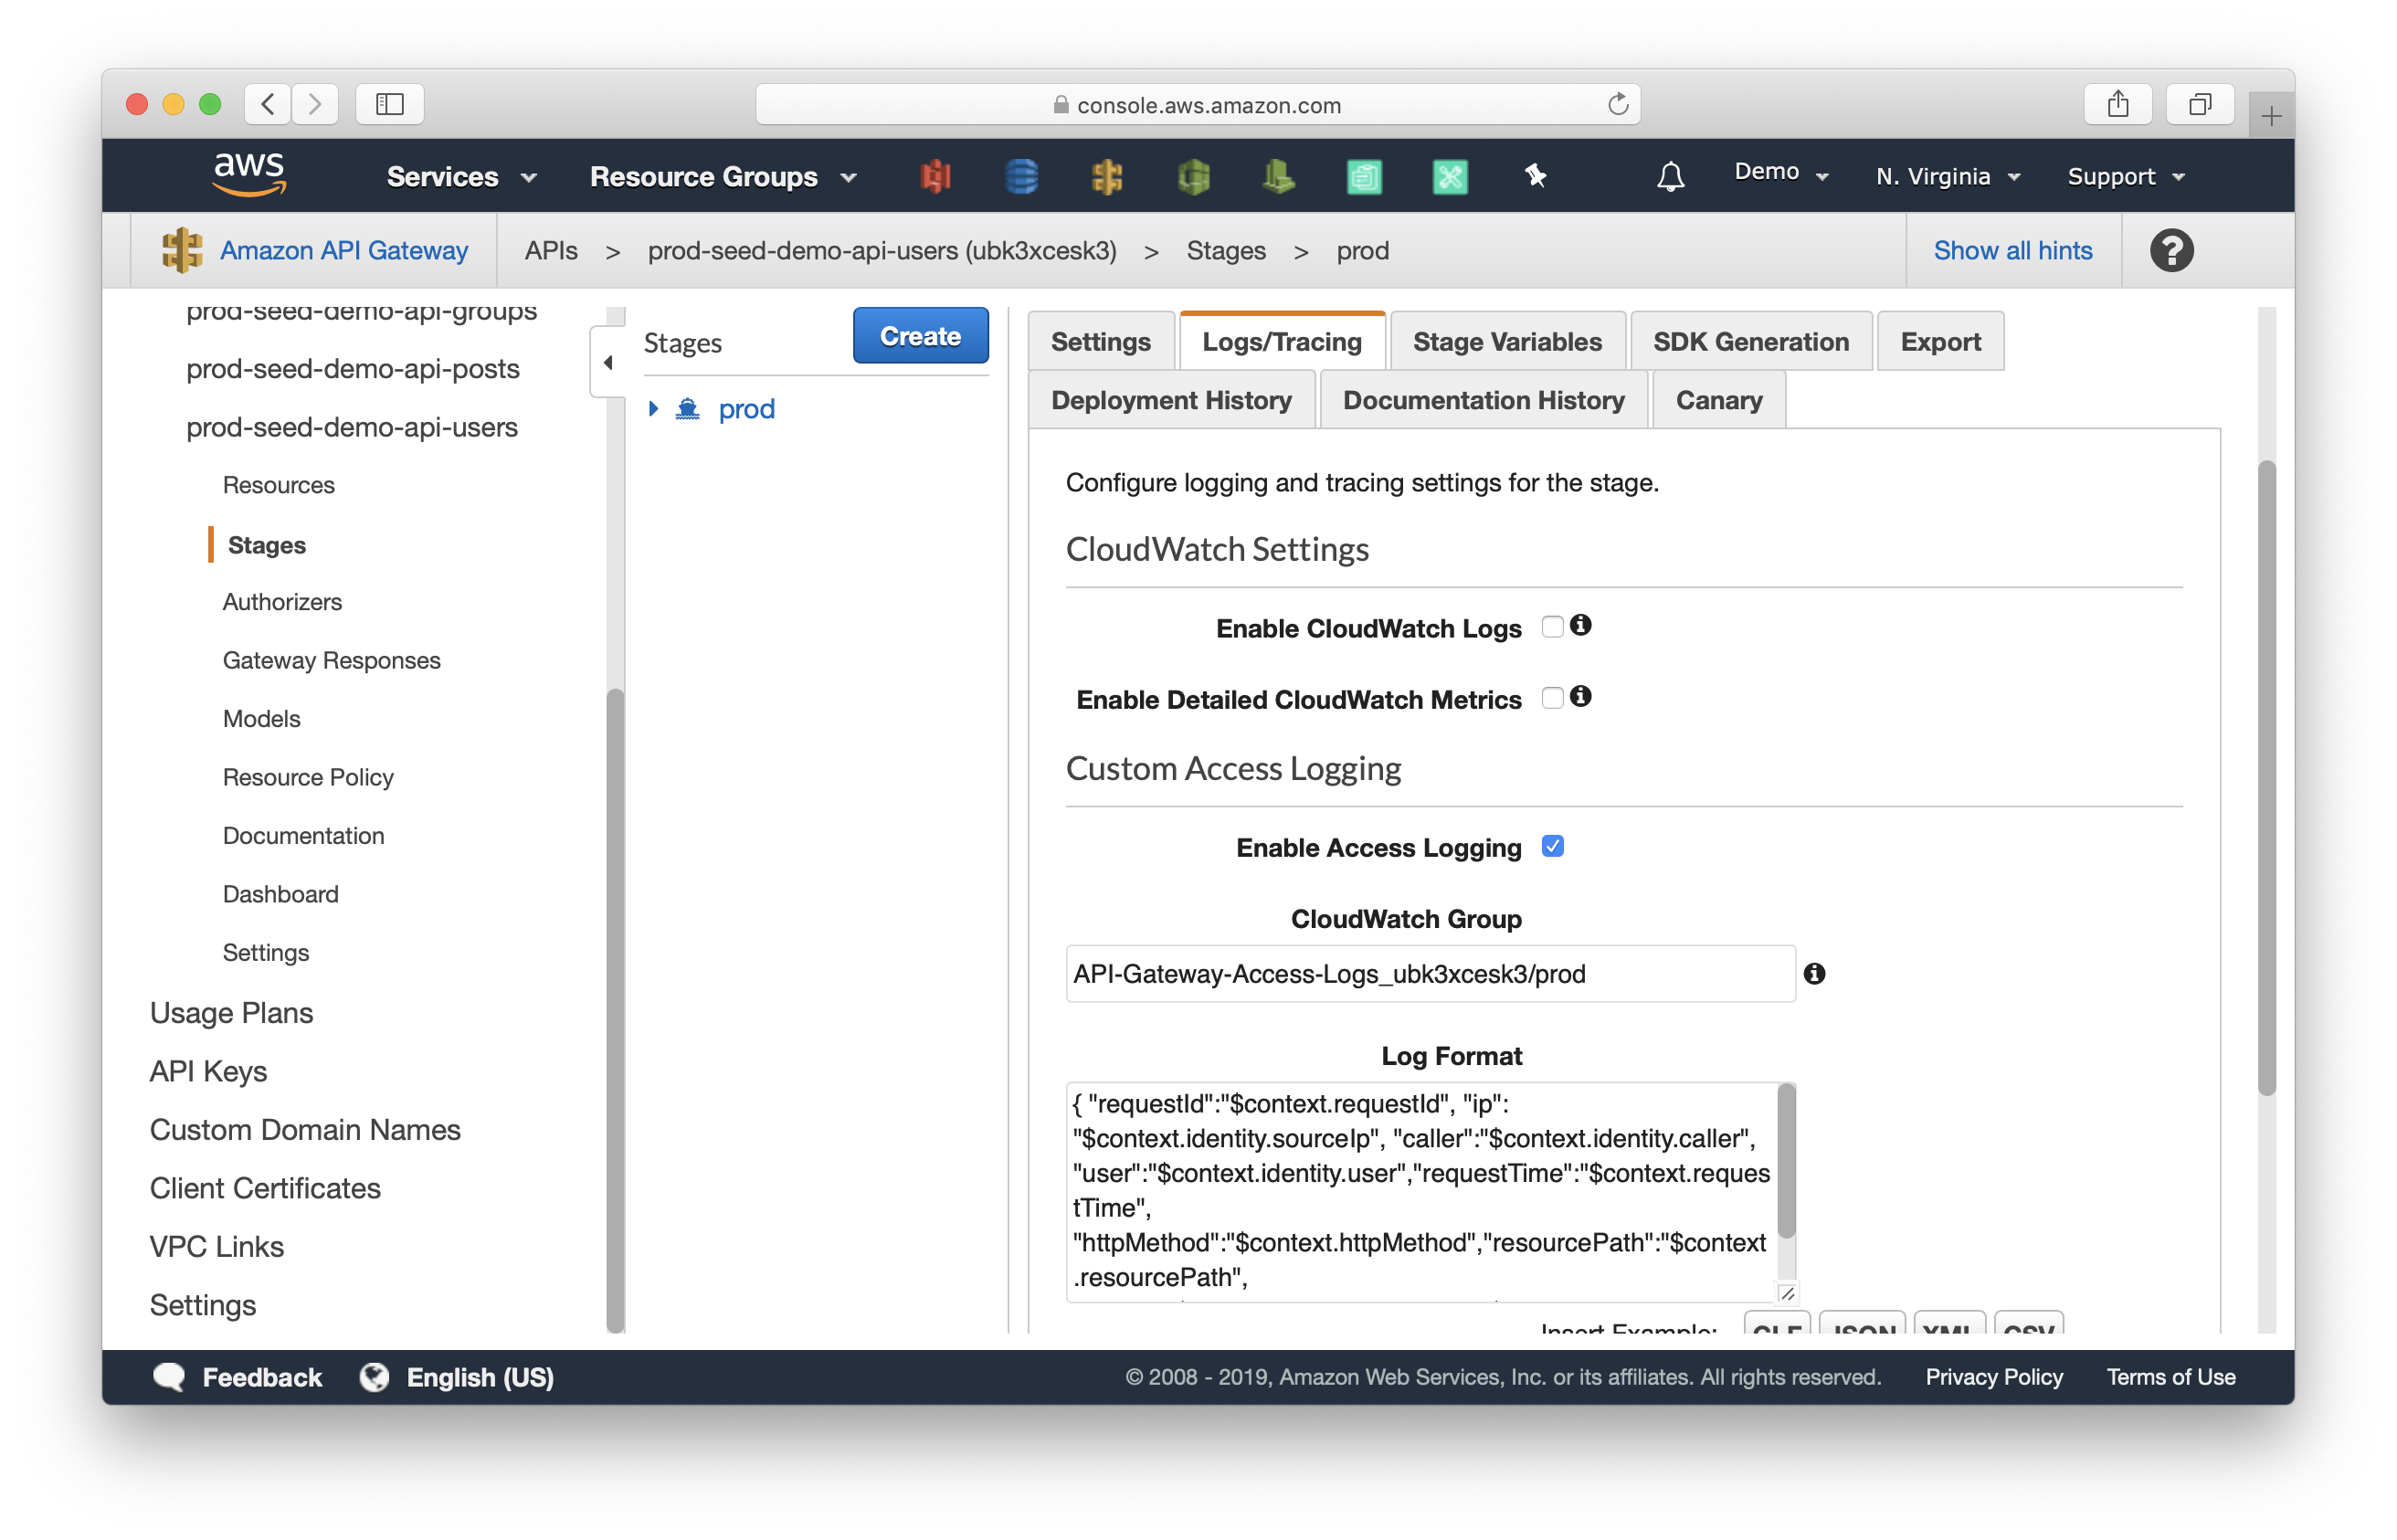 console.aws.amazon.com
aws
Services
Resource Groups
Demo
N. Virginia
Support
Amazon API Gateway
APIs > prod-seed-demo-api-users (ubk3xcesk3) > Stages > prod
Show all hints
prod-seed-demo-api-groups
prod-seed-demo-api-posts
prod-seed-demo-api-users
Resources
Stages
Authorizers
Gateway Responses
Models
Resource Policy
Documentation
Dashboard
Settings
Usage Plans
API Keys
Custom Domain Names
Client Certificates
VPC Links
Settings
Stages
Create
prod
Settings
Logs/Tracing
Stage Variables
SDK Generation
Export
Deployment History
Documentation History
Canary
Configure logging and tracing settings for the stage.
CloudWatch Settings
Enable CloudWatch Logs
Enable Detailed CloudWatch Metrics
Custom Access Logging
Enable Access Logging
CloudWatch Group
API-Gateway-Access-Logs_ubk3xcesk3/prod
Log Format
{ "requestId":"$context.requestId", "ip":
"$context.identity.sourceIp", "caller":"$context.identity.caller",
"user":"$context.identity.user","requestTime":"$context.reques
tTime",
"httpMethod":"$context.httpMethod","resourcePath":"$context
.resourcePath",
Insert Example:
CLF
JSON
XML
CSV
Feedback
English (US)
© 2008 - 2019, Amazon Web Services, Inc. or its affiliates. All rights reserved.
Privacy Policy
Terms of Use